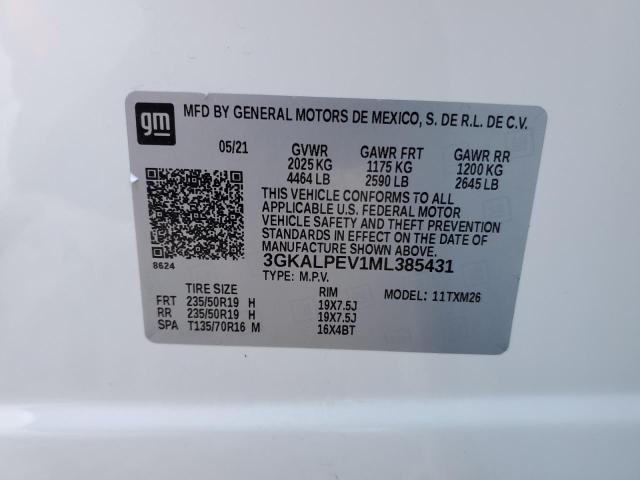 gm
MFD BY GENERAL MOTORS DE MEXICO, S. DE R.L. DE C.V.
05/21 GVWR GAWR FRT GAWR RR
2025 KG 1175 KG 1200 KG
4464 LB 2590 LB 2645 LB
THIS VEHICLE CONFORMS TO ALL
APPLICABLE U.S. FEDERAL MOTOR
VEHICLE SAFETY AND THEFT PREVENTION
STANDARDS IN EFFECT ON THE DATE OF
MANUFACTURE SHOWN ABOVE.
8624 3GKALPEV1ML385431
TYPE: M.P.V.
TIRE SIZE RIM MODEL: 11TXM26
FRT 235/50R19 H 19X7.5J
RR 235/50R19 H 19X7.5J
SPA T135/70R16 M 16X4BT